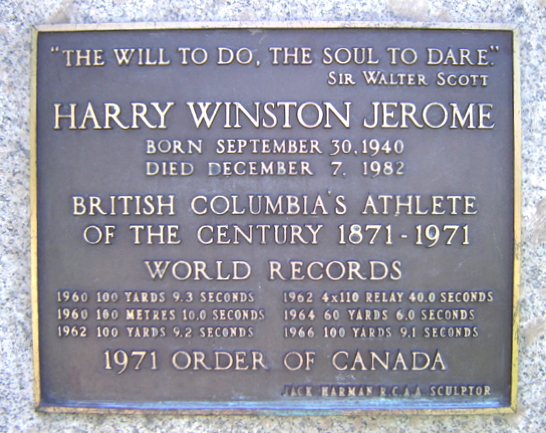 "THE WILL TO DO, THE SOUL TO DARE."
SIR WALTER SCOTT
HARRY WINSTON JEROME
BORN SEPTEMBER 30, 1940
DIED DECEMBER 7, 1982
BRITISH COLUMBIA'S ATHLETE
OF THE CENTURY 1871-1971
WORLD RECORDS
1960 100 YARDS 9.3 SECONDS 1962 4X110 RELAY 40.0 SECONDS
1960 100 METRES 10.0 SECONDS 1964 60 YARDS 6.0 SECONDS
1962 100 YARDS 9.2 SECONDS 1966 100 YARDS 9.1 SECONDS
1971 ORDER OF CANADA
JACK HARMAN R.C.A.A. SCULPTOR